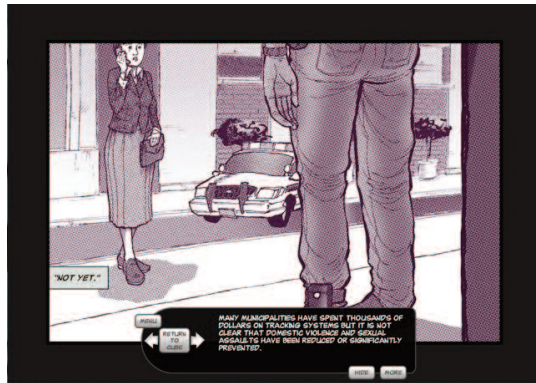 "NOT YET."
MENU
RETURN
TO
CUBE
MANY MUNICIPALITIES HAVE SPENT THOUSANDS OF
DOLLARS ON TRACKING SYSTEMS BUT IT IS NOT
CLEAR THAT DOMESTIC VIOLENCE AND SEXUAL
ASSAULTS HAVE BEEN REDUCED OR SIGNIFICANTLY
PREVENTED.
HIDE
MORE